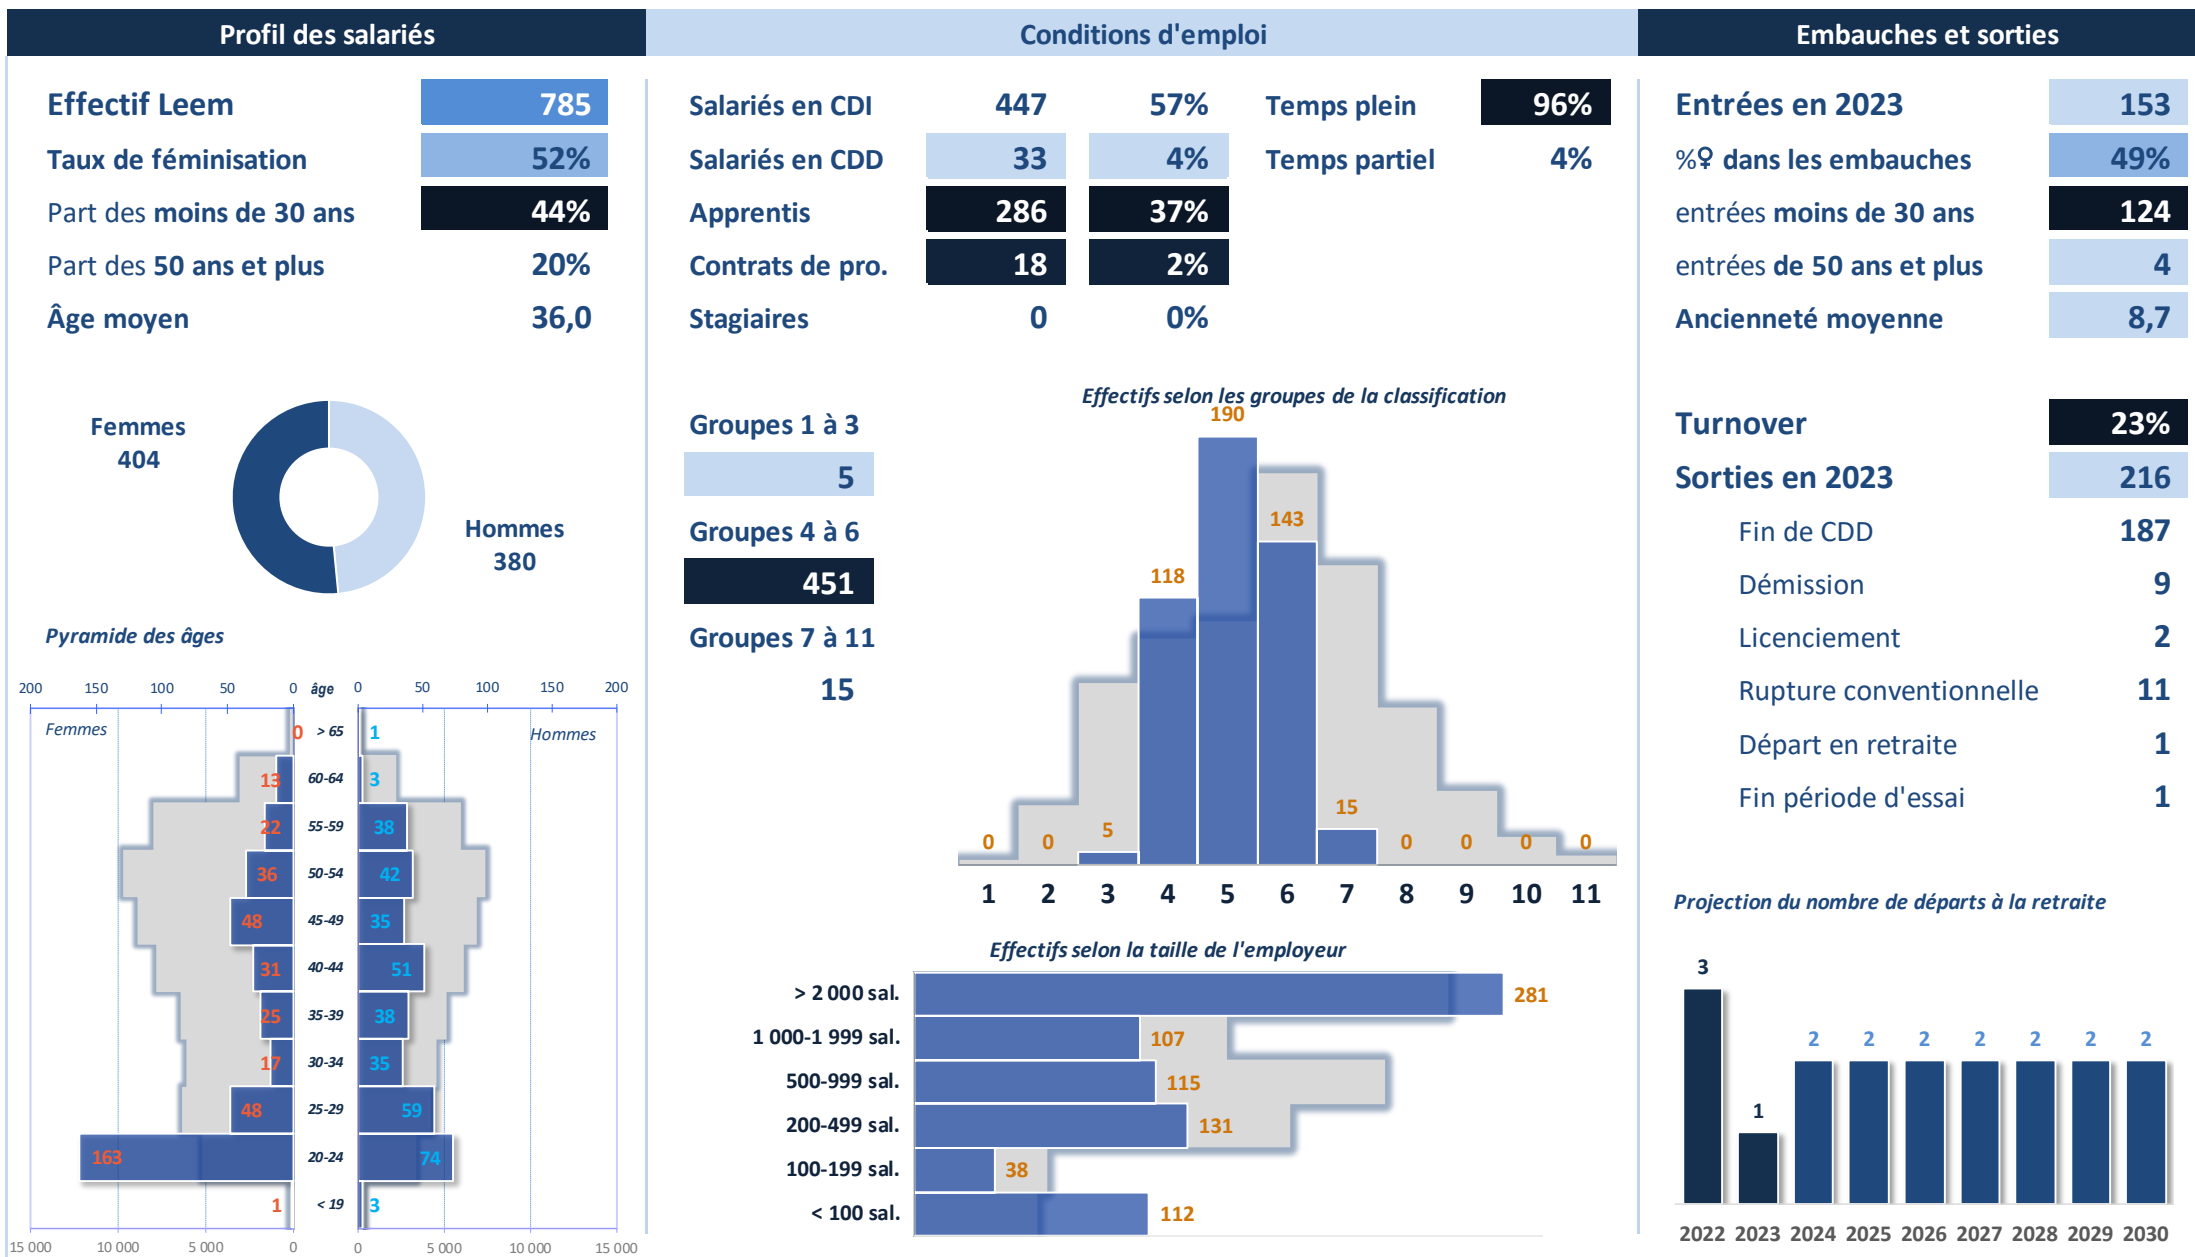 Profil des salariés
Effectif Leem 785
Taux de féminisation 52%
Part des moins de 30 ans 44%
Part des 50 ans et plus 20%
Âge moyen 36,0
Femmes
404
Hommes
380
Pyramide des âges
200 150 100 50 0 âge 0 50 100 150 200
Femmes Hommes
0 > 65 1
13 60-64 3
22 55-59 38
36 50-54 42
48 45-49 35
31 40-44 51
25 35-39 38
17 30-34 35
48 25-29 59
163 20-24 74
1 < 19 3
15 000 10 000 5 000 0 0 5 000 10 000 15 000
Conditions d'emploi
Salariés en CDI 447 57% Temps plein 96%
Salariés en CDD 33 4% Temps partiel 4%
Apprentis 286 37%
Contrats de pro. 18 2%
Stagiaires 0 0%
Groupes 1 à 3
5
Groupes 4 à 6
451
Groupes 7 à 11
15
Effectifs selon les groupes de la classification
190
143
118
15
5
0 0 0 0 0 0
1 2 3 4 5 6 7 8 9 10 11
Effectifs selon la taille de l'employeur
> 2 000 sal. 281
1 000-1 999 sal. 107
500-999 sal. 115
200-499 sal. 131
100-199 sal. 38
< 100 sal. 112
Embauches et sorties
Entrées en 2023 153
%♀ dans les embauches 49%
entrées moins de 30 ans 124
entrées de 50 ans et plus 4
Ancienneté moyenne 8,7
Turnover 23%
Sorties en 2023 216
Fin de CDD 187
Démission 9
Licenciement 2
Rupture conventionnelle 11
Départ en retraite 1
Fin période d'essai 1
Projection du nombre de départs à la retraite
3
1
2 2 2 2 2 2 2
2022 2023 2024 2025 2026 2027 2028 2029 2030